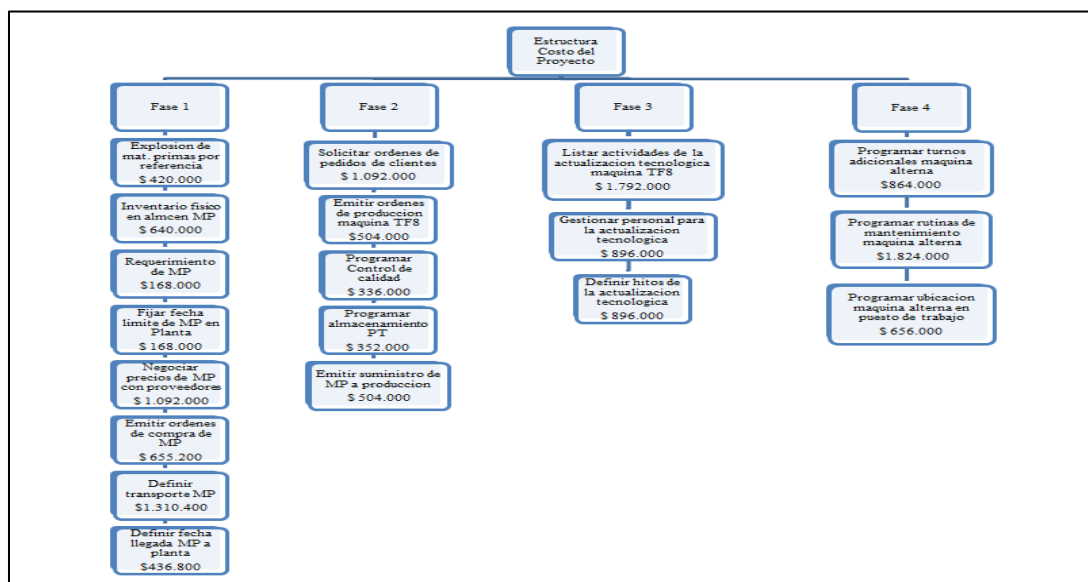 Estructura
Costo del
Proyecto
Fase 1
Explosion de
mat. primas por
referencia
$ 420.000
Inventario fisico
en almcen MP
$ 640.000
Requerimiento
de MP
$168.000
Fijar fecha
limite de MP en
Planta
$ 168.000
Negociar
precios de MP
con proveedores
$ 1.092.000
Emitir ordenes
de compra de
MP
$ 655.200
Definir
transporte MP
$1.310.400
Definir fecha
llegada MP a
planta
$436.800
Fase 2
Solicitar ordenes de
pedidos de clientes
$ 1.092.000
Emitir ordenes
de produccion
maquina TF8
$504.000
Programar
Control de
calidad
$ 336.000
Programar
almacenamiento
PT
$ 352.000
Emitir suministro de
MP a produccion
$ 504.000
Fase 3
Listar actividades de la
actualizacion tecnologica
maquina TF8
$ 1.792.000
Gestionar personal para
la actualizacion
tecnologica
$ 896.000
Definir hitos de
la actualizacion
tecnologica
$ 896.000
Fase 4
Programar turnos
adicionales maquina
alterna
$864.000
Programar rutinas de
mantenimiento
maquina alterna
$1.824.000
Programar ubicacion
maquina alterna en
puesto de trabajo
$ 656.000